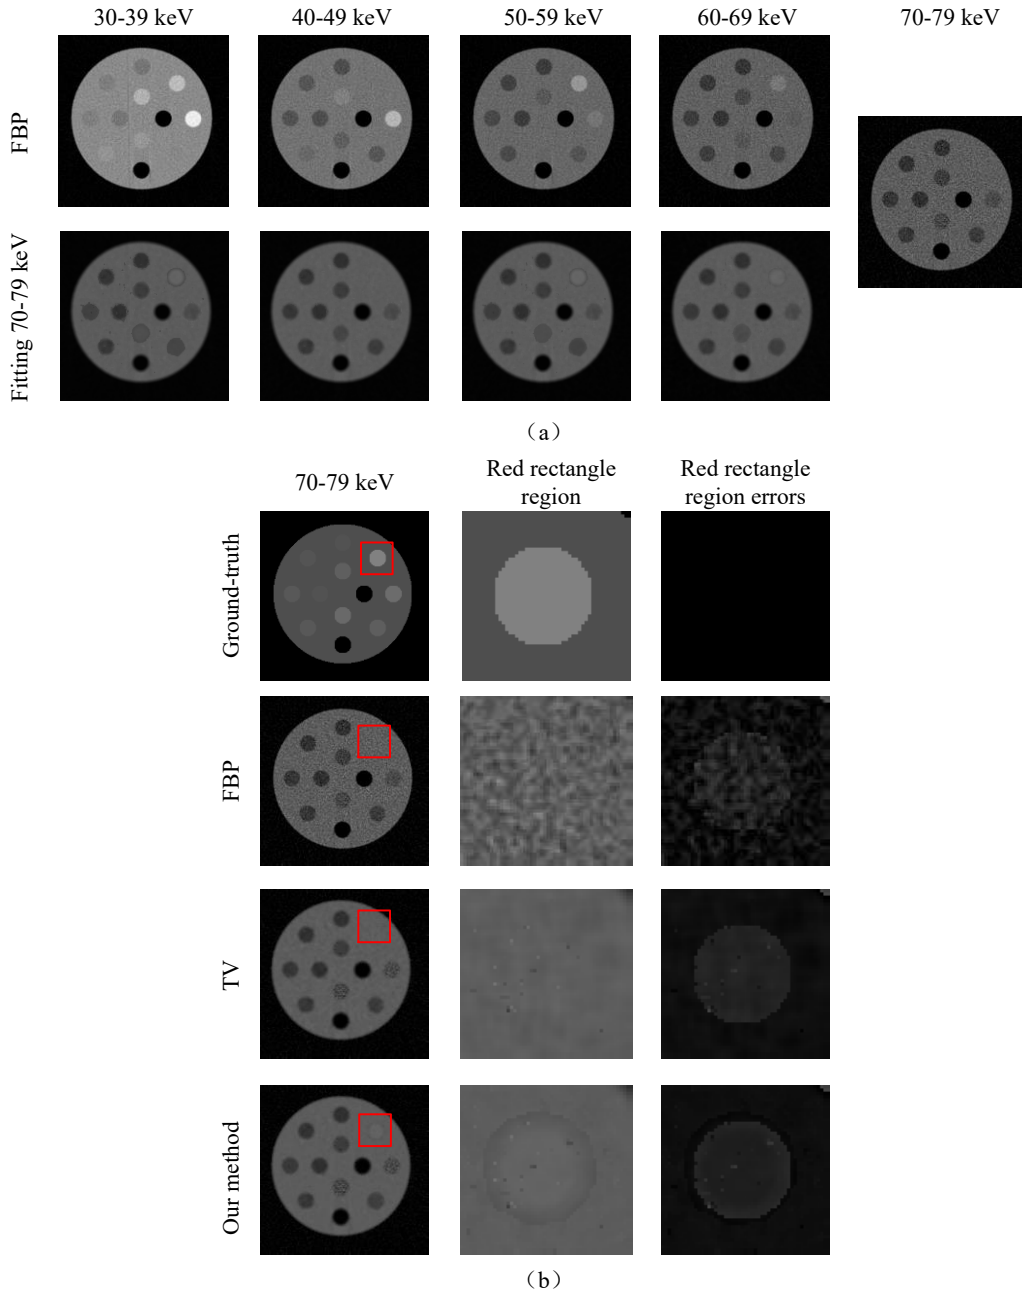 30-39 keV
40-49 keV
50-59 keV
60-69 keV
70-79 keV
FBP
Fitting 70-79 keV
（a）
70-79 keV
Red rectangle
region
Red rectangle
region errors
Ground-truth
FBP
TV
Our method
（b）